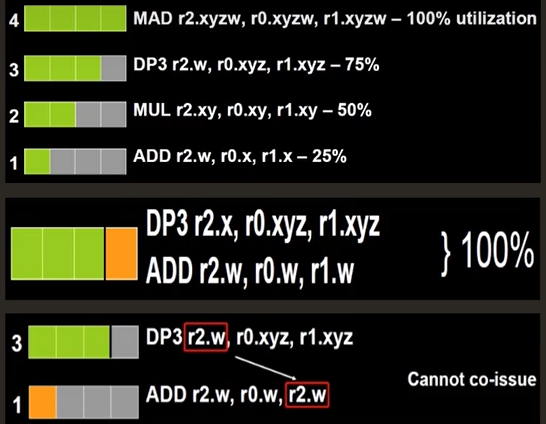 4 MAD r2.xyzw, r0.xyzw, r1.xyzw – 100% utilization
3 DP3 r2.w, r0.xyz, r1.xyz – 75%
2 MUL r2.xy, r0.xy, r1.xy – 50%
1 ADD r2.w, r0.x, r1.x – 25%
DP3 r2.x, r0.xyz, r1.xyz
ADD r2.w, r0.w, r1.w
} 100%
3 DP3 r2.w, r0.xyz, r1.xyz
Cannot co-issue
1 ADD r2.w, r0.w, r2.w